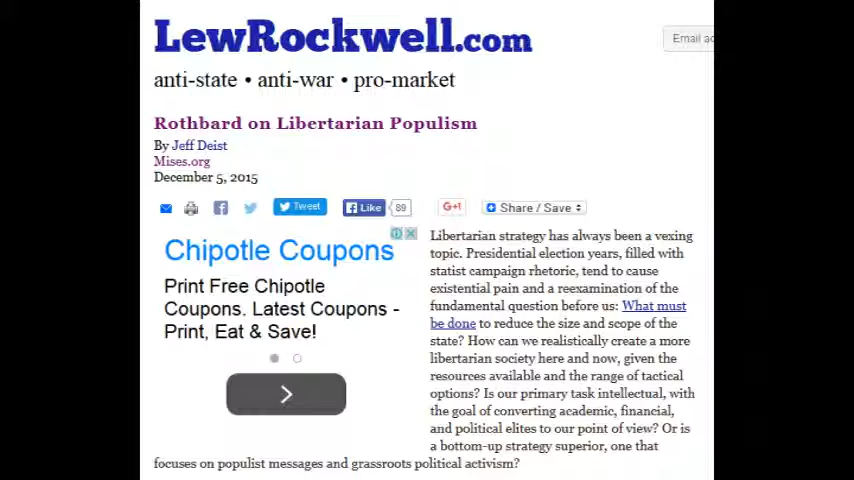 LewRockwell.com
Email ad
anti-state • anti-war • pro-market
Rothbard on Libertarian Populism
By Jeff Deist
Mises.org
December 5, 2015
Tweet
Like
89
G+1
Share / Save
Chipotle Coupons
Print Free Chipotle
Coupons. Latest Coupons -
Print, Eat & Save!
Libertarian strategy has always been a vexing
topic. Presidential election years, filled with
statist campaign rhetoric, tend to cause
existential pain and a reexamination of the
fundamental question before us: What must
be done to reduce the size and scope of the
state? How can we realistically create a more
libertarian society here and now, given the
resources available and the range of tactical
options? Is our primary task intellectual, with
the goal of converting academic, financial,
and political elites to our point of view? Or is
a bottom-up strategy superior, one that
focuses on populist messages and grassroots political activism?